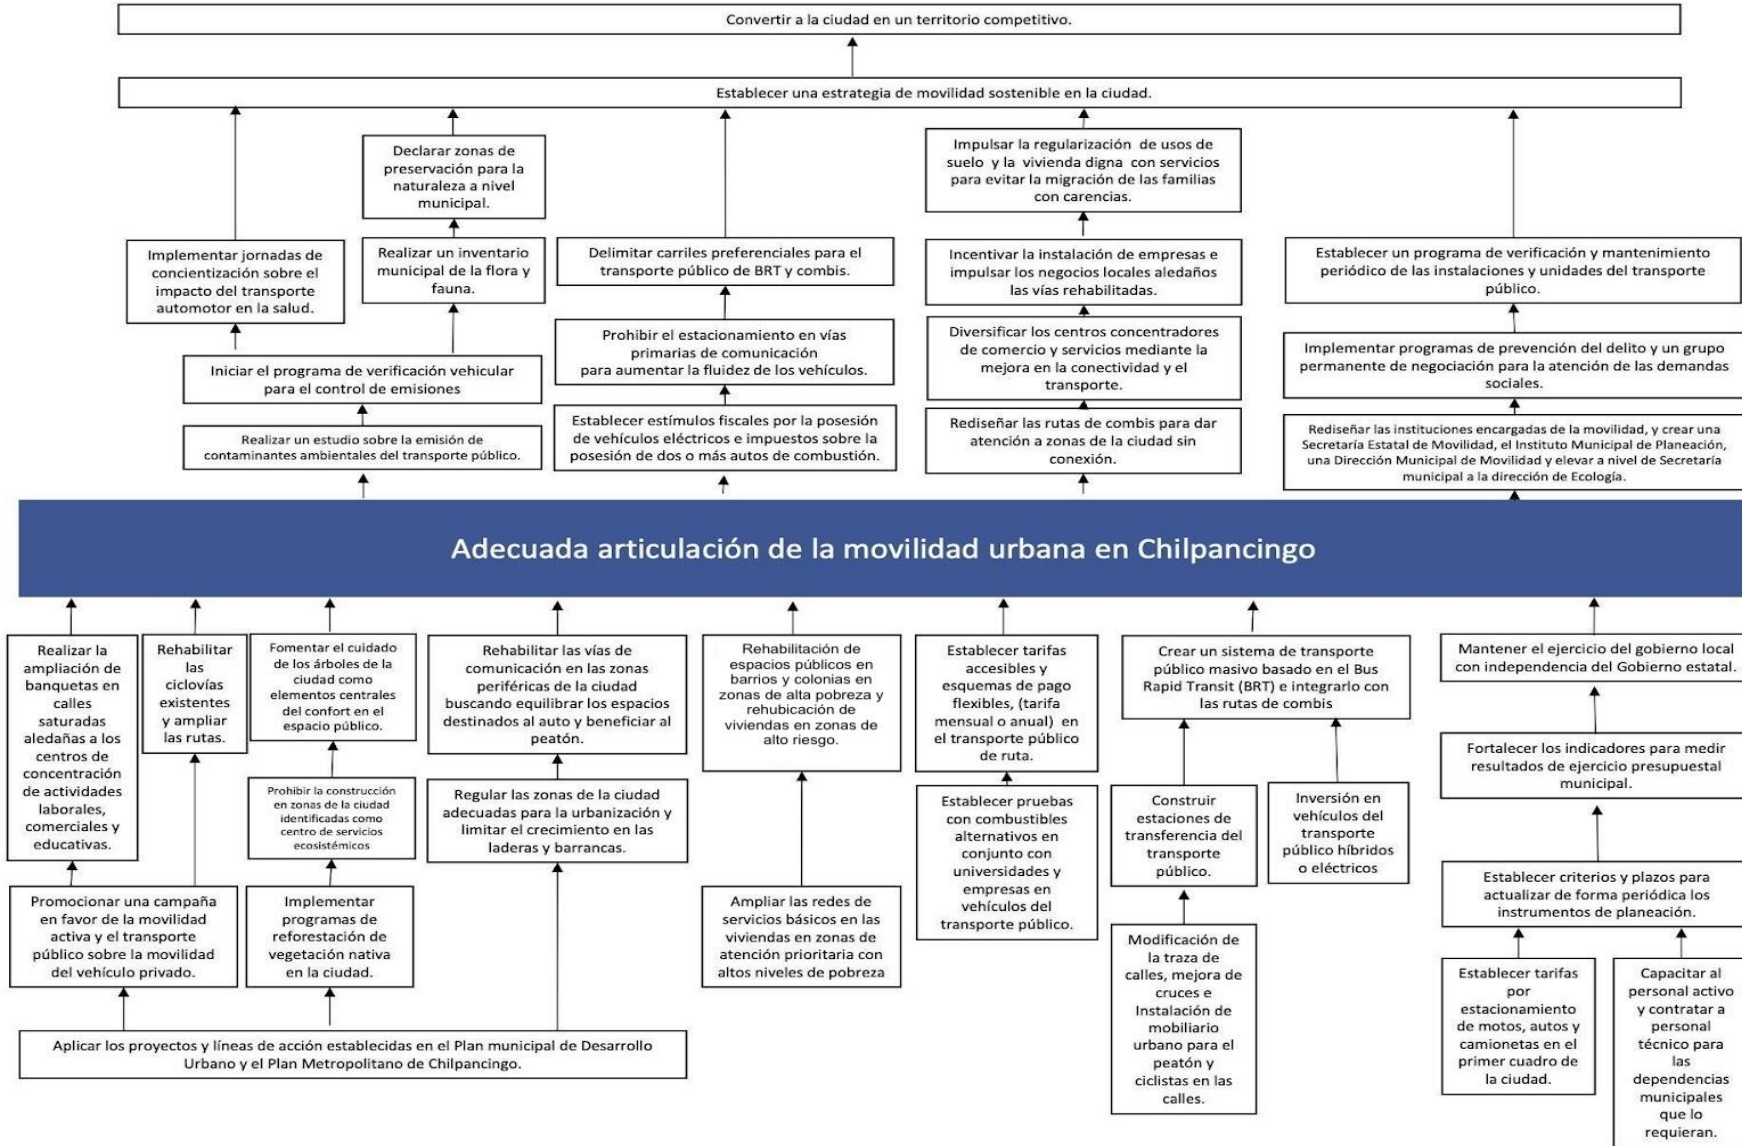 Convertir a la ciudad en un territorio competitivo.
Establecer una estrategia de movilidad sostenible en la ciudad.
Declarar zonas de
preservación para la
naturaleza a nivel
municipal.
Impulsar la regularización de usos de
suelo y la vivienda digna con servicios
para evitar la migración de las familias
con carencias.
Implementar jornadas de
concientización sobre el
impacto del transporte
automotor en la salud.
Realizar un inventario
municipal de la flora y
fauna.
Delimitar carriles preferenciales para el
transporte público de BRT y combis.
Incentivar la instalación de empresas e
impulsar los negocios locales aledaños
las vías rehabilitadas.
Establecer un programa de verificación y mantenimiento
periódico de las instalaciones y unidades del transporte
público.
Iniciar el programa de verificación vehicular
para el control de emisiones
Prohibir el estacionamiento en vías
primarias de comunicación
para aumentar la fluidez de los vehículos.
Diversificar los centros concentradores
de comercio y servicios mediante la
mejora en la conectividad y el
transporte.
Implementar programas de prevención del delito y un grupo
permanente de negociación para la atención de las demandas
sociales.
Realizar un estudio sobre la emisión de
contaminantes ambientales del transporte público.
Establecer estímulos fiscales por la posesión
de vehículos eléctricos e impuestos sobre la
posesión de dos o más autos de combustión.
Rediseñar las rutas de combis para dar
atención a zonas de la ciudad sin
conexión.
Rediseñar las instituciones encargadas de la movilidad, y crear una
Secretaría Estatal de Movilidad, el Instituto Municipal de Planeación,
una Dirección Municipal de Movilidad y elevar a nivel de Secretaría
municipal a la dirección de Ecología.
Adecuada articulación de la movilidad urbana en Chilpancingo
Realizar la
ampliación de
banquetas en
calles
saturadas
aledañas a los
centros de
concentración
de actividades
laborales,
comerciales y
educativas.
Rehabilitar
las
ciclovías
existentes
y ampliar
las rutas.
Fomentar el cuidado
de los árboles de la
ciudad como
elementos centrales
del confort en el
espacio público.
Rehabilitar las vías de
comunicación en las zonas
periféricas de la ciudad
buscando equilibrar los espacios
destinados al auto y beneficiar al
peatón.
Rehabilitación de
espacios públicos en
barrios y colonias en
zonas de alta pobreza y
rehubicación de
viviendas en zonas de
alto riesgo.
Establecer tarifas
accesibles y
esquemas de pago
flexibles, (tarifa
mensual o anual) en
el transporte público
de ruta.
Crear un sistema de transporte
público masivo basado en el Bus
Rapid Transit (BRT) e integrarlo con
las rutas de combis
Mantener el ejercicio del gobierno local
con independencia del Gobierno estatal.
Prohibir la construcción
en zonas de la ciudad
identificadas como
centro de servicios
ecosistémicos
Regular las zonas de la ciudad
adecuadas para la urbanización y
limitar el crecimiento en las
laderas y barrancas.
Establecer pruebas
con combustibles
alternativos en
conjunto con
universidades y
empresas en
vehículos del
transporte público.
Construir
estaciones de
transferencia del
transporte
público.
Inversión en
vehículos del
transporte
público híbridos
o eléctricos
Fortalecer los indicadores para medir
resultados de ejercicio presupuestal
municipal.
Promocionar una campaña
en favor de la movilidad
activa y el transporte
público sobre la movilidad
del vehículo privado.
Implementar
programas de
reforestación de
vegetación nativa
en la ciudad.
Ampliar las redes de
servicios básicos en las
viviendas en zonas de
atención prioritaria con
altos niveles de pobreza
Establecer criterios y plazos para
actualizar de forma periódica los
instrumentos de planeación.
Modificación de
la traza de
calles, mejora de
cruces e
Instalación de
mobiliario
urbano para el
peatón y
ciclistas en las
calles.
Establecer tarifas
por
estacionamiento
de motos, autos y
camionetas en el
primer cuadro de
la ciudad.
Capacitar al
personal activo
y contratar a
personal
técnico para
las
dependencias
municipales
que lo
requieran.
Aplicar los proyectos y líneas de acción establecidas en el Plan municipal de Desarrollo
Urbano y el Plan Metropolitano de Chilpancingo.